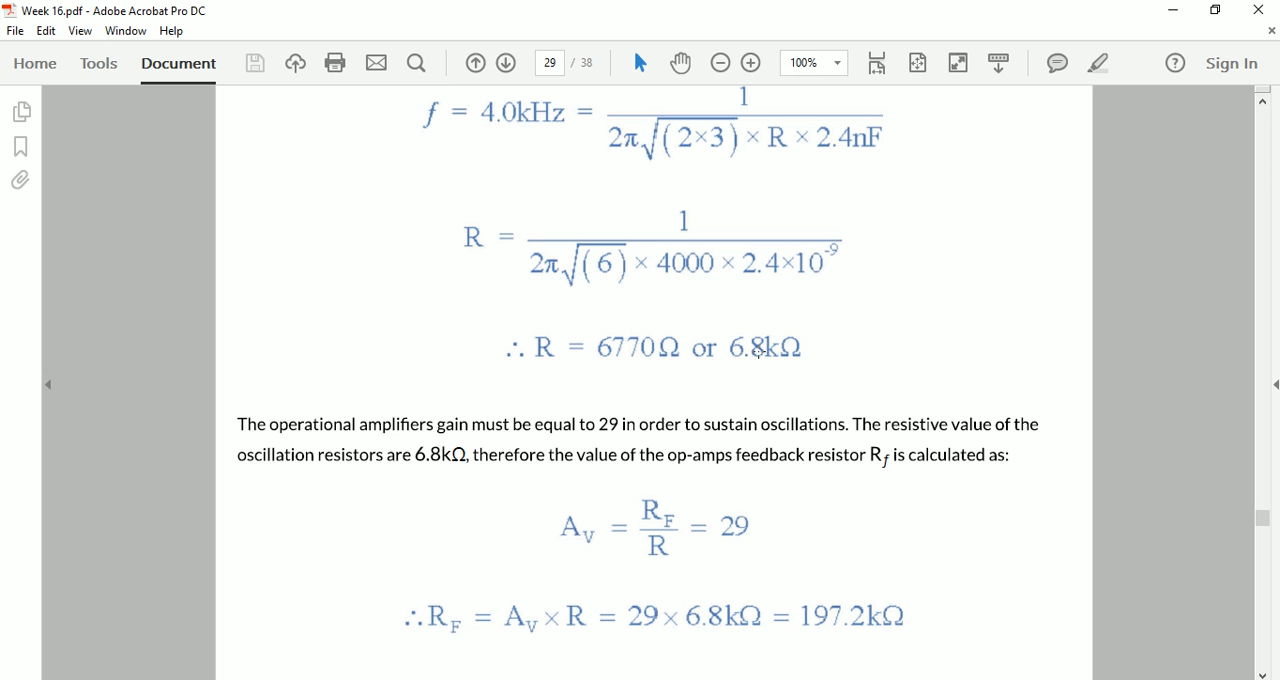 Week 16.pdf - Adobe Acrobat Pro DC
File Edit View Window Help
Home Tools Document 29 / 38 100% Sign In
f = 4.0kHz = 1 / 2π√(2×3) × R × 2.4nF
R = 1 / 2π√(6) × 4000 × 2.4×10⁻⁹
∴ R = 6770Ω or 6.8kΩ
The operational amplifiers gain must be equal to 29 in order to sustain oscillations. The resistive value of the
oscillation resistors are 6.8kΩ, therefore the value of the op-amps feedback resistor Rf is calculated as:
Av = RF / R = 29
∴ RF = Av × R = 29 × 6.8kΩ = 197.2kΩ